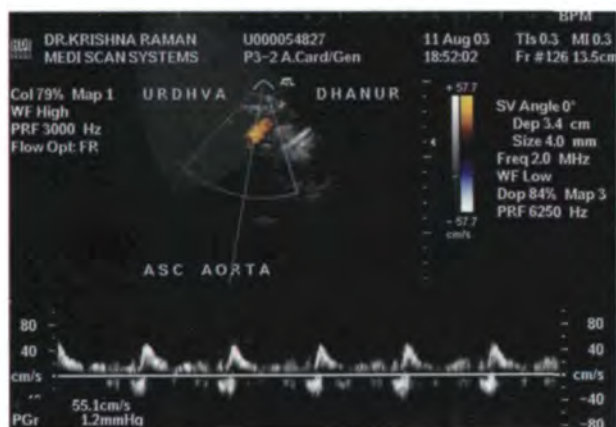 BPM
DR.KRISHNA RAMAN U000054827 11 Aug 03 TIs 0.3 MI 0.3
MEDI SCAN SYSTEMS P3-2 A.Card/Gen 18:52:02 Fr #126 13.5cm
Col 79% Map 1
WF High
PRF 3000 Hz
Flow Opt: FR
URDHVA DHANUR
+ 57.7
4
- 57.7
cm/s
SV Angle 0°
Dep 3.4 cm
Size 4.0 mm
Freq 2.0 MHz
WF Low
Dop 84% Map 3
PRF 6250 Hz
ASC AORTA
80 80
40 40
cm/s cm/s
-40
55.1cm/s
PGr 1.2mmHg -80